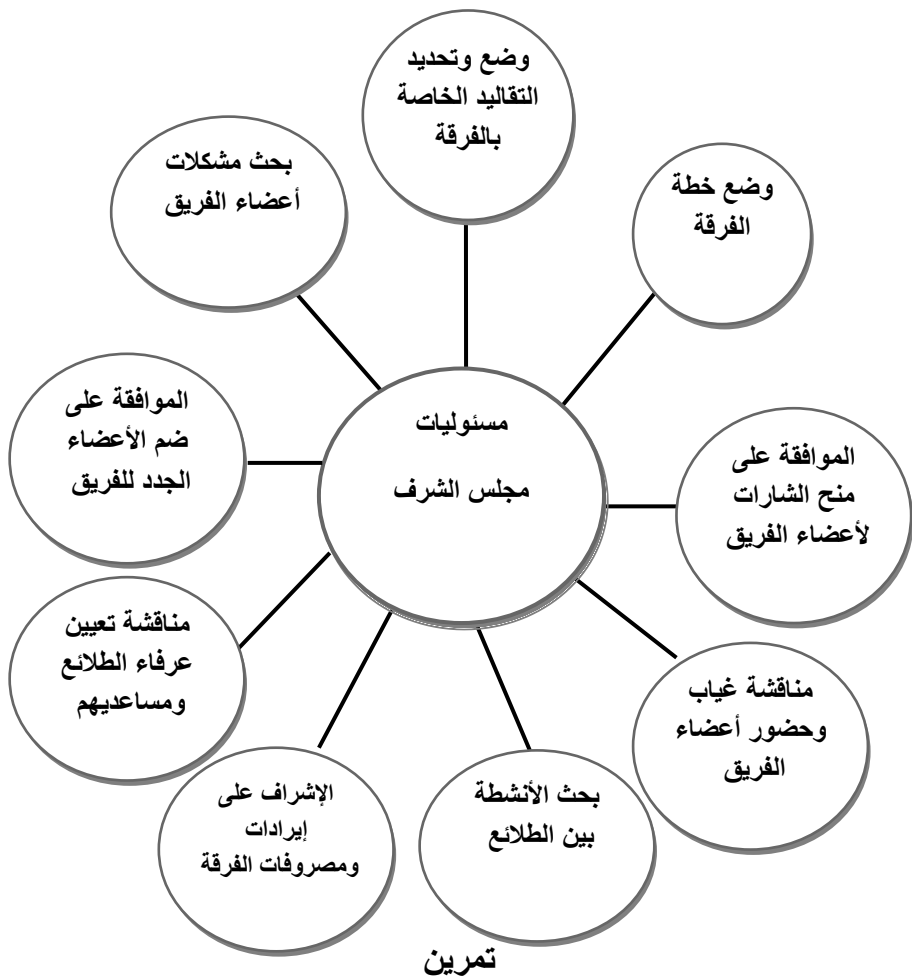 وضع وتحديد
التقاليد الخاصة
بالفرقة
وضع خطة
الفرقة
بحث مشكلات
أعضاء الفريق
مسئوليات
مجلس الشرف
الموافقة على
منح الشارات
لأعضاء الفريق
الموافقة على
ضم الأعضاء
الجدد للفريق
مناقشة غياب
وحضور أعضاء
الفريق
مناقشة تعيين
عرفاء الطلائع
ومساعديهم
بحث الأنشطة
بين الطلائع
الإشراف على
إيرادات
ومصروفات الفرقة
تمرين